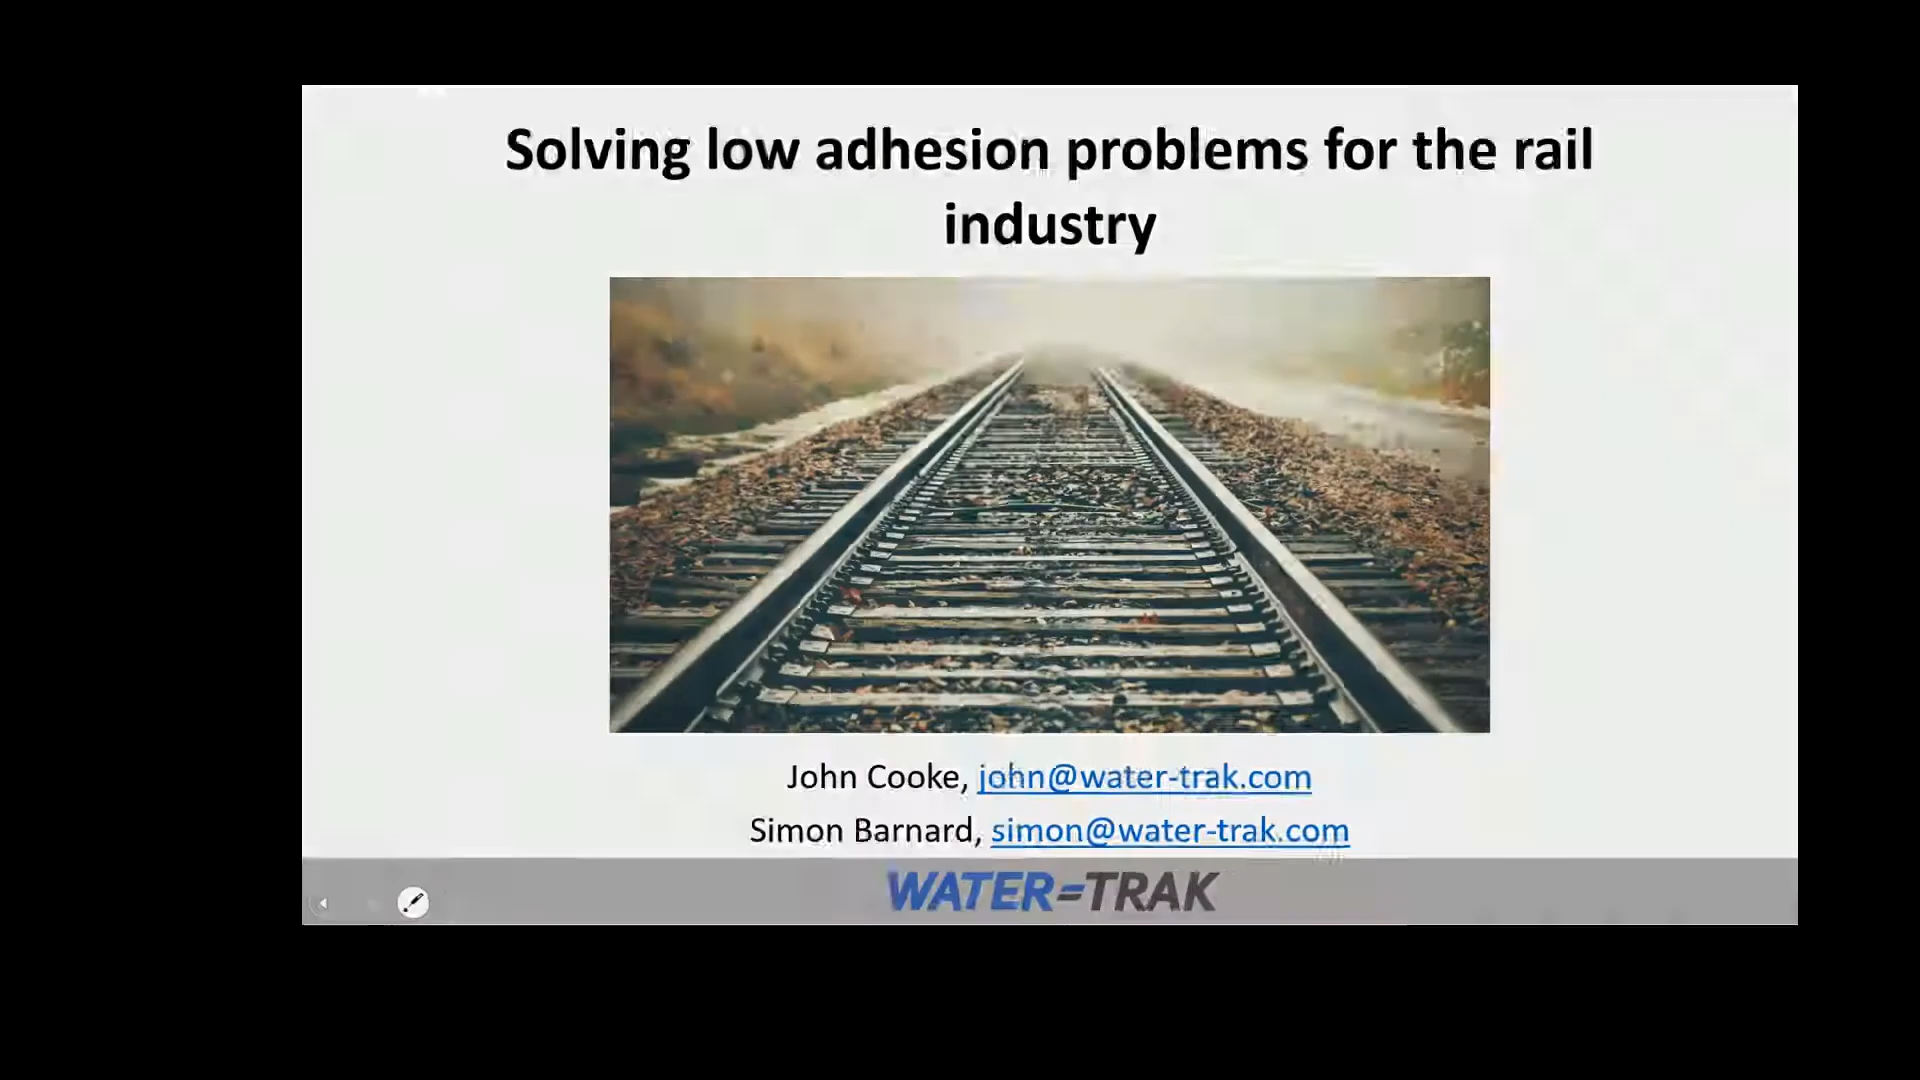 Solving low adhesion problems for the rail
industry
John Cooke, john@water-trak.com
Simon Barnard, simon@water-trak.com
WATER=TRAK